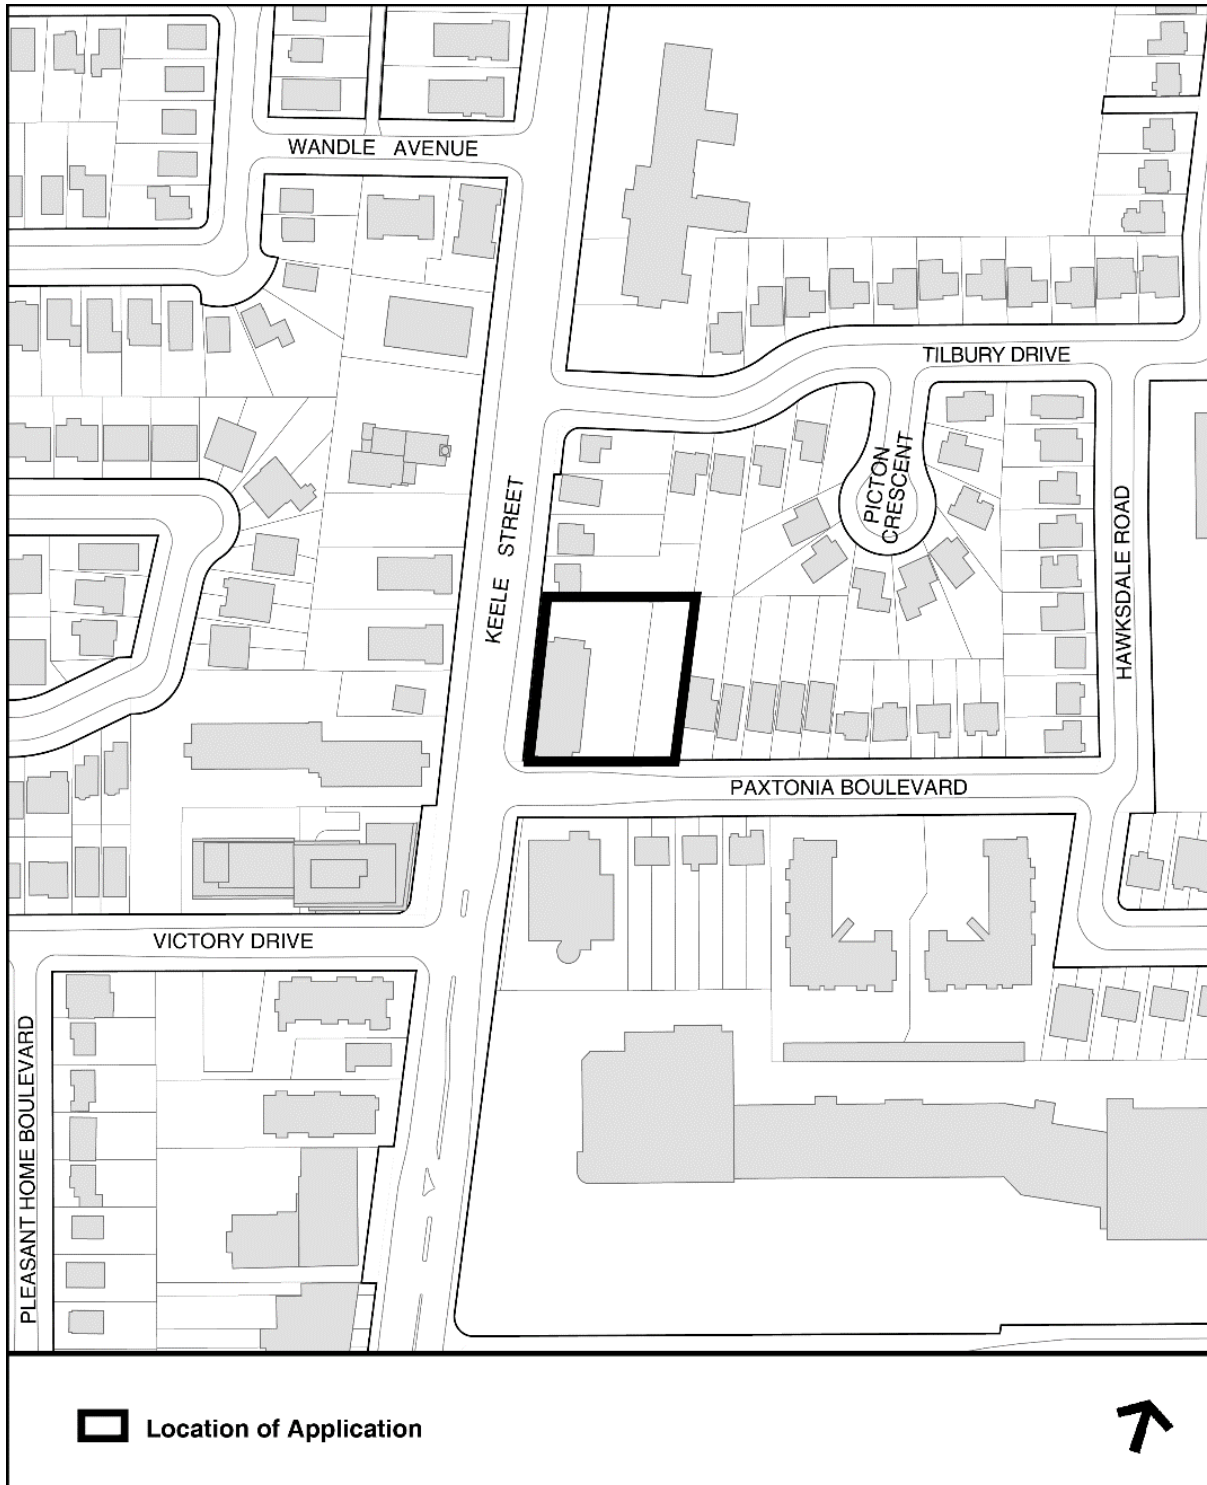 WANDLE AVENUE
TILBURY DRIVE
PICTON
CRESCENT
KEELE STREET
HAWKSDALE ROAD
PAXTONIA BOULEVARD
VICTORY DRIVE
PLEASANT HOME BOULEVARD
Location of Application